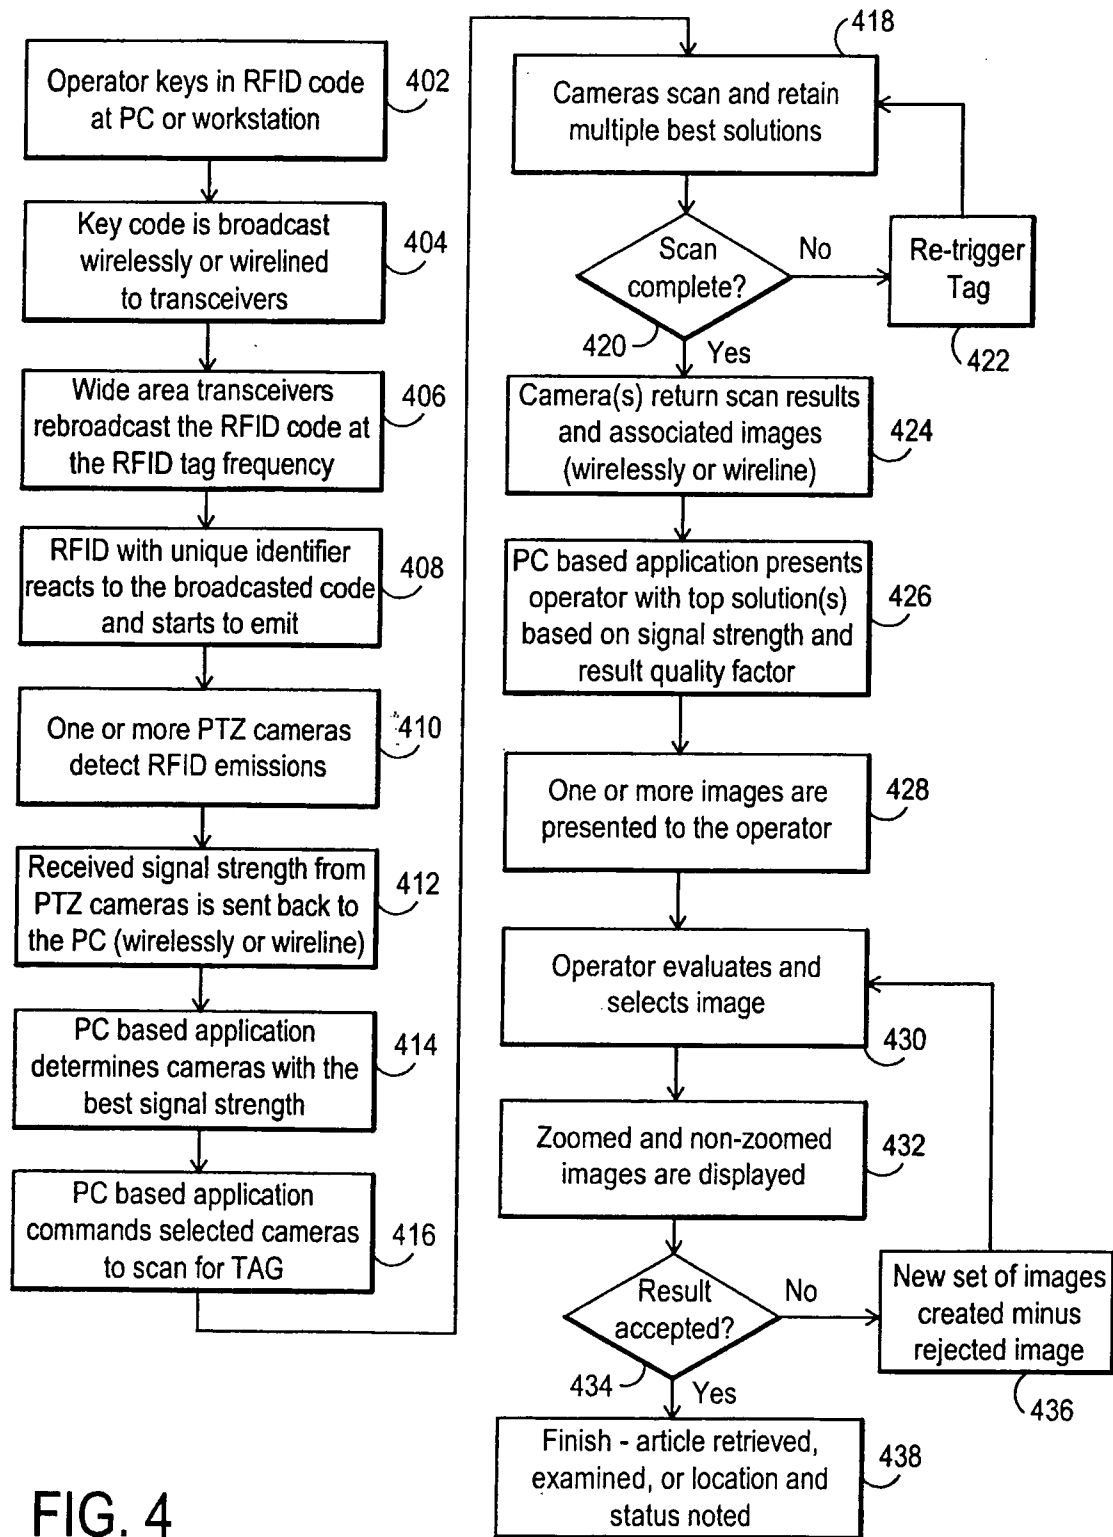 Operator keys in RFID code
at PC or workstation
402
Key code is broadcast
wirelessly or wirelined
to transceivers
404
Wide area transceivers
rebroadcast the RFID code at
the RFID tag frequency
406
RFID with unique identifier
reacts to the broadcasted code
and starts to emit
408
One or more PTZ cameras
detect RFID emissions
410
Received signal strength from
PTZ cameras is sent back to
the PC (wirelessly or wireline)
412
PC based application
determines cameras with the
best signal strength
414
PC based application
commands selected cameras
to scan for TAG
416
418
Cameras scan and retain
multiple best solutions
Scan
complete?
420
No
Yes
Re-trigger
Tag
422
Camera(s) return scan results
and associated images
(wirelessly or wireline)
424
PC based application presents
operator with top solution(s)
based on signal strength and
result quality factor
426
One or more images are
presented to the operator
428
Operator evaluates and
selects image
430
Zoomed and non-zoomed
images are displayed
432
Result
accepted?
434
No
Yes
New set of images
created minus
rejected image
436
Finish - article retrieved,
examined, or location and
status noted
438
FIG. 4